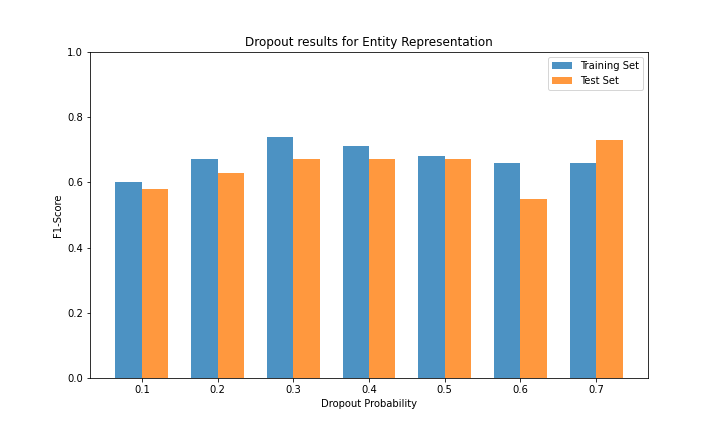 Dropout results for Entity Representation
Training Set
Test Set
1.0
0.8
0.6
0.4
0.2
0.0
F1-Score
0.1 0.2 0.3 0.4 0.5 0.6 0.7
Dropout Probability